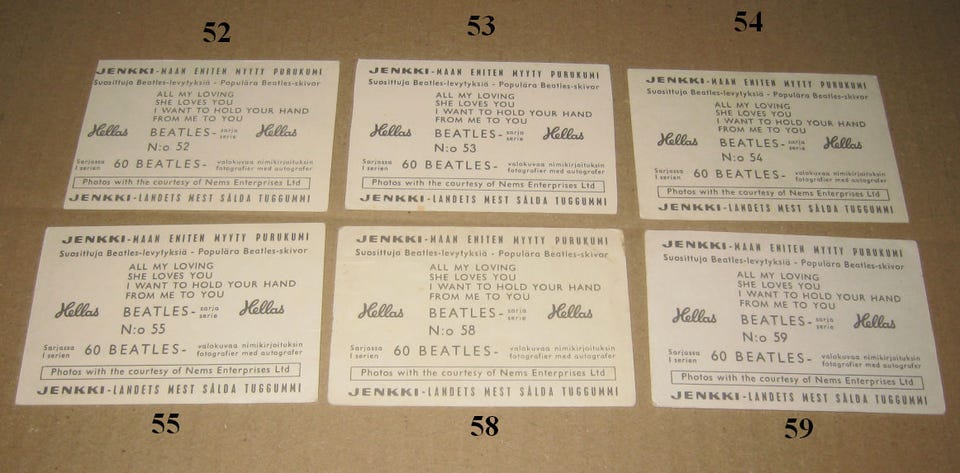 52
53
54
JENKKI-MAAN ENITEN MYYTY PURUKUMI
Suosittuja Beatles-levytyksiä - Populära Beatles-skivor
ALL MY LOVING
SHE LOVES YOU
I WANT TO HOLD YOUR HAND
FROM ME TO YOU
Hellas BEATLES- sarja serie Hellas
N:o 52
Sarjassa I serien 60 BEATLES- valokuvaa nimikirjoituksin fotografier med autografer
Photos with the courtesy of Nems Enterprises Ltd
JENKKI-LANDETS MEST SÅLDA TUGGUMMI
JENKKI-MAAN ENITEN MYYTY PURUKUMI
Suosittuja Beatles-levytyksiä - Populära Beatles-skivor
ALL MY LOVING
SHE LOVES YOU
I WANT TO HOLD YOUR HAND
FROM ME TO YOU
Hellas BEATLES- sarja serie Hellas
N:o 53
Sarjassa I serien 60 BEATLES- valokuvaa nimikirjoituksin fotografier med autografer
Photos with the courtesy of Nems Enterprises Ltd
JENKKI-LANDETS MEST SÅLDA TUGGUMMI
JENKKI-MAAN ENITEN MYYTY PURUKUMI
Suosittuja Beatles-levytyksiä - Populära Beatles-skivor
ALL MY LOVING
SHE LOVES YOU
I WANT TO HOLD YOUR HAND
FROM ME TO YOU
Hellas BEATLES- sarja serie Hellas
N:o 54
Sarjassa I serien 60 BEATLES- valokuvaa nimikirjoituksin fotografier med autografer
Photos with the courtesy of Nems Enterprises Ltd
JENKKI-LANDETS MEST SÅLDA TUGGUMMI
JENKKI-MAAN ENITEN MYYTY PURUKUMI
Suosittuja Beatles-levytyksiä - Populära Beatles-skivor
ALL MY LOVING
SHE LOVES YOU
I WANT TO HOLD YOUR HAND
FROM ME TO YOU
Hellas BEATLES- sarja serie Hellas
N:o 55
Sarjassa I serien 60 BEATLES- valokuvaa nimikirjoituksin fotografier med autografer
Photos with the courtesy of Nems Enterprises Ltd
JENKKI-LANDETS MEST SÅLDA TUGGUMMI
JENKKI-MAAN ENITEN MYYTY PURUKUMI
Suosittuja Beatles-levytyksiä - Populära Beatles-skivor
ALL MY LOVING
SHE LOVES YOU
I WANT TO HOLD YOUR HAND
FROM ME TO YOU
Hellas BEATLES- sarja serie Hellas
N:o 58
Sarjassa I serien 60 BEATLES- valokuvaa nimikirjoituksin fotografier med autografer
Photos with the courtesy of Nems Enterprises Ltd
JENKKI-LANDETS MEST SÅLDA TUGGUMMI
JENKKI-MAAN ENITEN MYYTY PURUKUMI
Suosittuja Beatles-levytyksiä - Populära Beatles-skivor
ALL MY LOVING
SHE LOVES YOU
I WANT TO HOLD YOUR HAND
FROM ME TO YOU
Hellas BEATLES- sarja serie Hellas
N:o 59
Sarjassa I serien 60 BEATLES- valokuvaa nimikirjoituksin fotografier med autografer
Photos with the courtesy of Nems Enterprises Ltd
JENKKI-LANDETS MEST SÅLDA TUGGUMMI
55
58
59